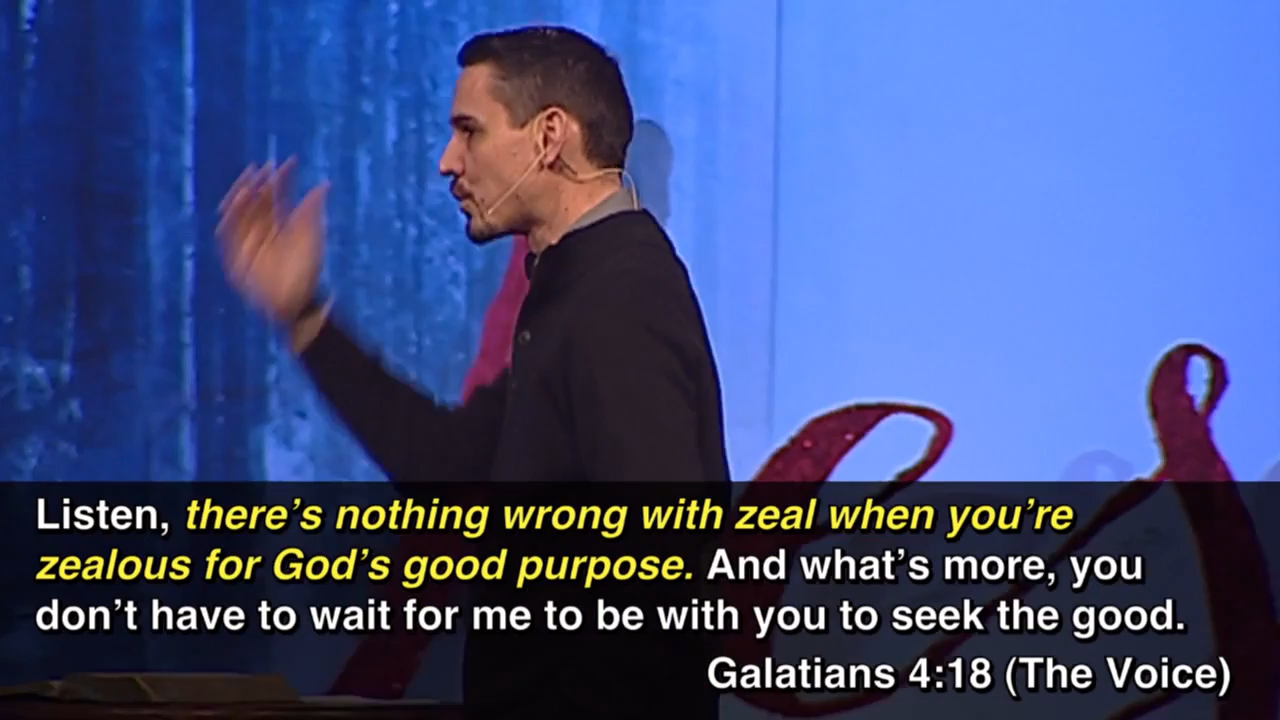 Listen, there’s nothing wrong with zeal when you’re
zealous for God’s good purpose. And what’s more, you
don’t have to wait for me to be with you to seek the good.
Galatians 4:18 (The Voice)